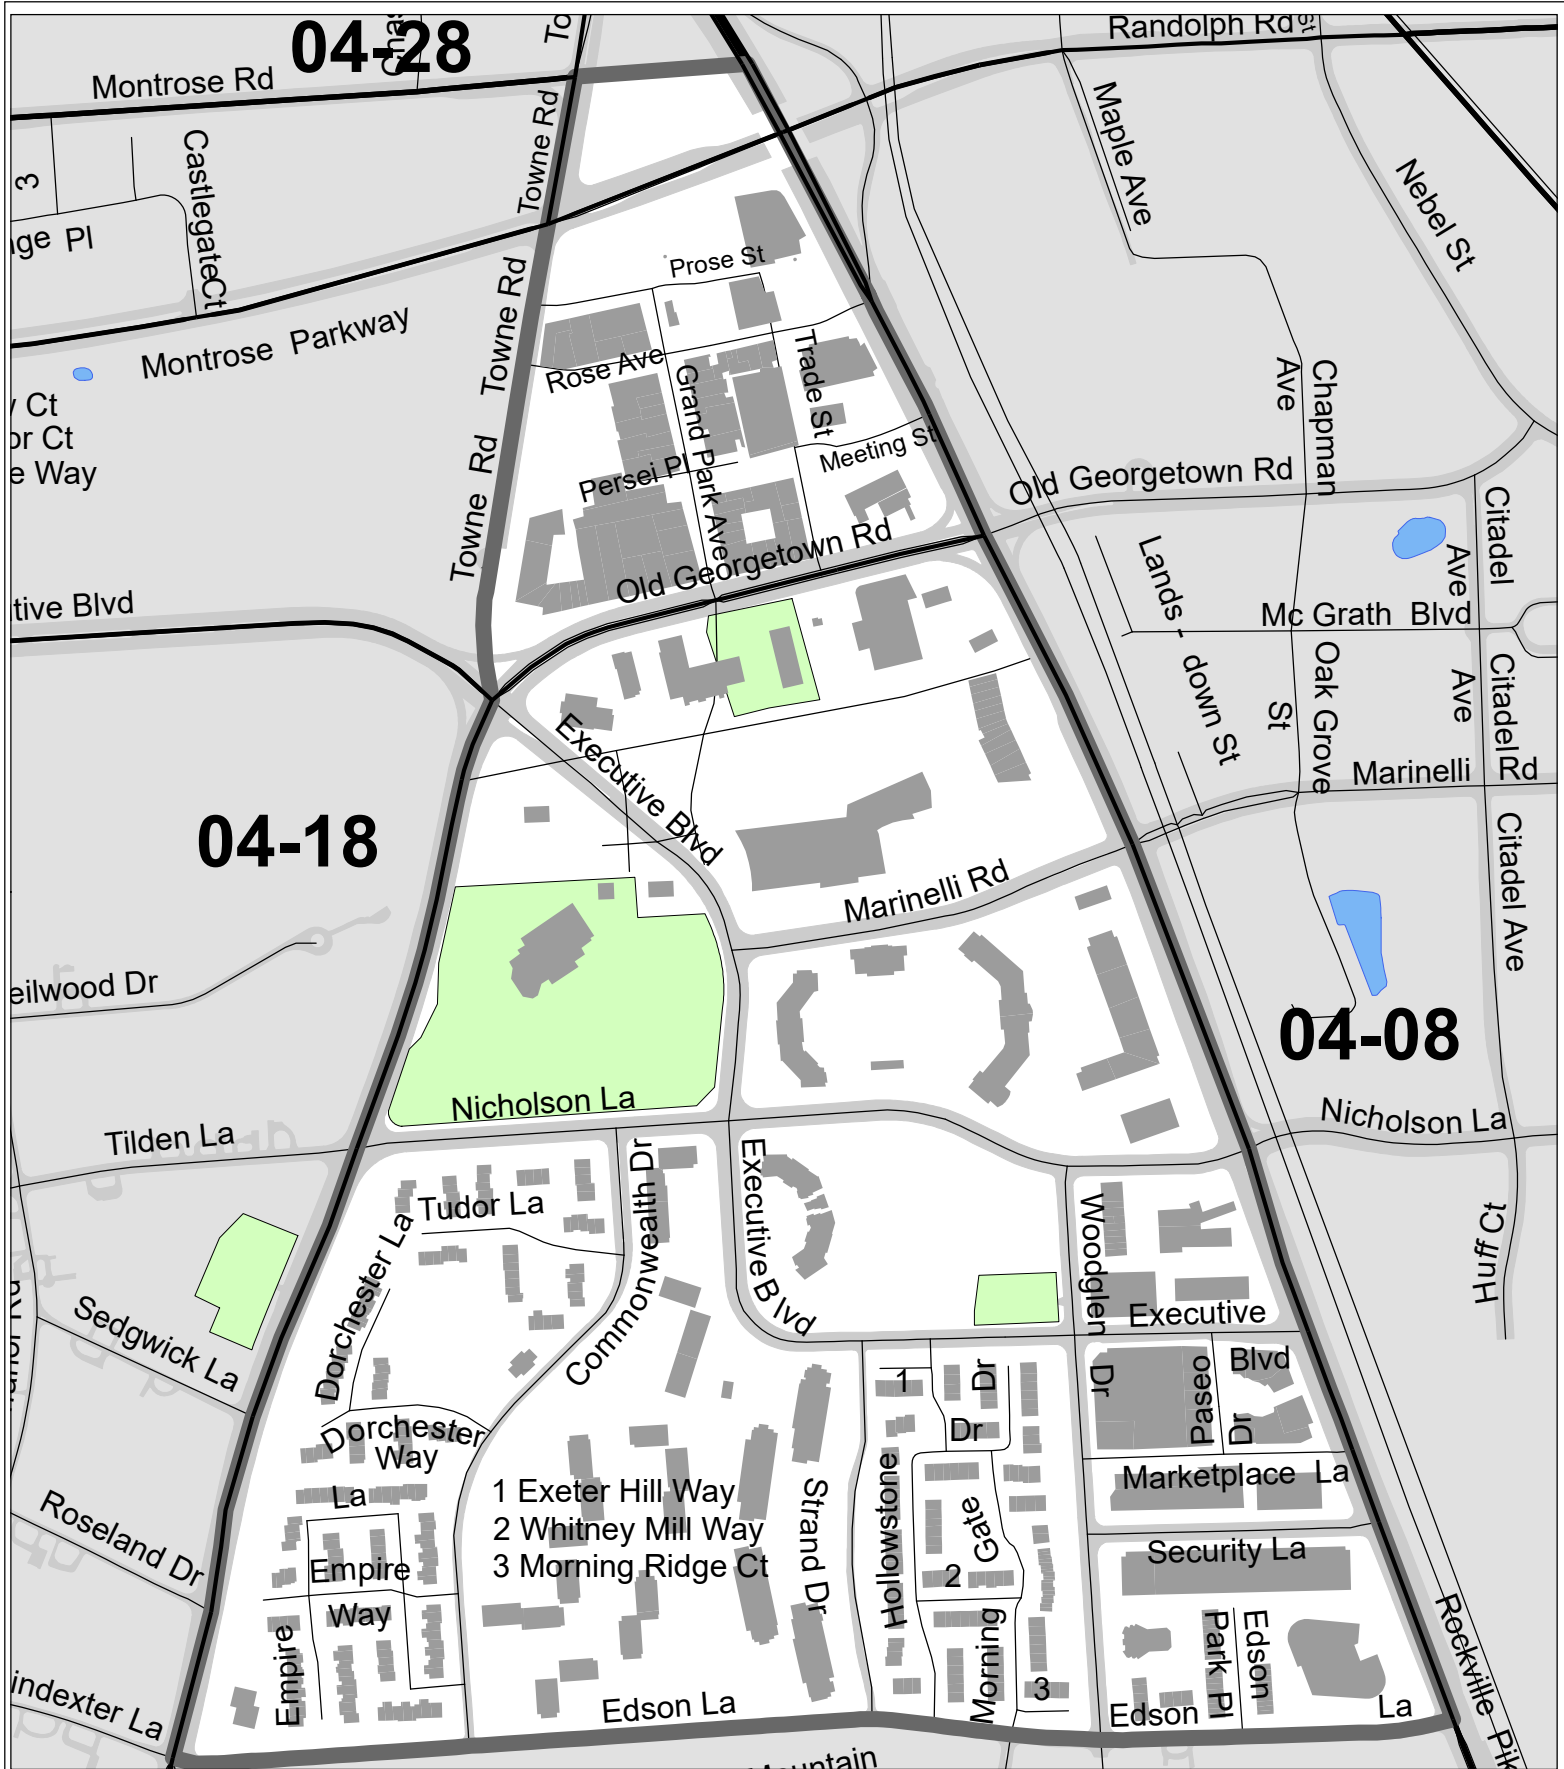 04-28
Randolph Rd
St
Montrose Rd
Towne Rd
Maple Ave
Castlegate Ct
3
Nebel St
Pl
Prose St
Towne Rd
Montrose Parkway
Rose Ave
Trade St
Grand Park Ave
Chapman
Ave
Ct
Ct
Way
Meeting St
Persei Pl
Old Georgetown Rd
Towne Rd
Citadel
Ave
Old Georgetown Rd
Lands-
down St
Blvd
Mc Grath Blvd
Oak Grove
St
Citadel
Ave
Executive Blvd
Marinelli Rd
04-18
Citadel Ave
Marinelli Rd
Dr
04-08
Nicholson La
Nicholson La
Tilden La
Tudor La
Commonwealth Dr
Executive Blvd
Woodglen
Dr
Huff Ct
Dorchester La
Executive
Blvd
Sedgwick La
Paseo
Dr
1
Dr
Dr
Dorchester
Way
La
Marketplace La
1 Exeter Hill Way
2 Whitney Mill Way
3 Morning Ridge Ct
Strand Dr
Hollowstone
Gate
Roseland Dr
Security La
Empire
Way
2
Empire
Morning
3
Park Pl
Edson
Rockville
La
Edson La
Edson
La